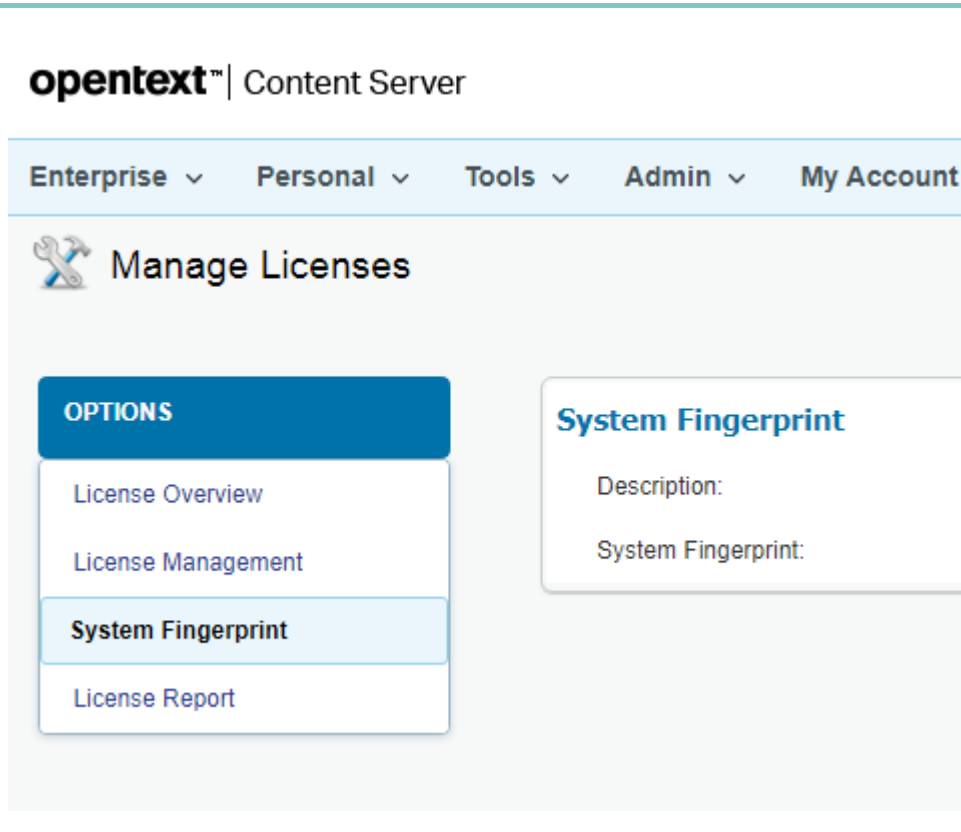 opentext™ | Content Server
Enterprise Personal Tools Admin My Account
Manage Licenses
OPTIONS
License Overview
License Management
System Fingerprint
License Report
System Fingerprint
Description:
System Fingerprint: